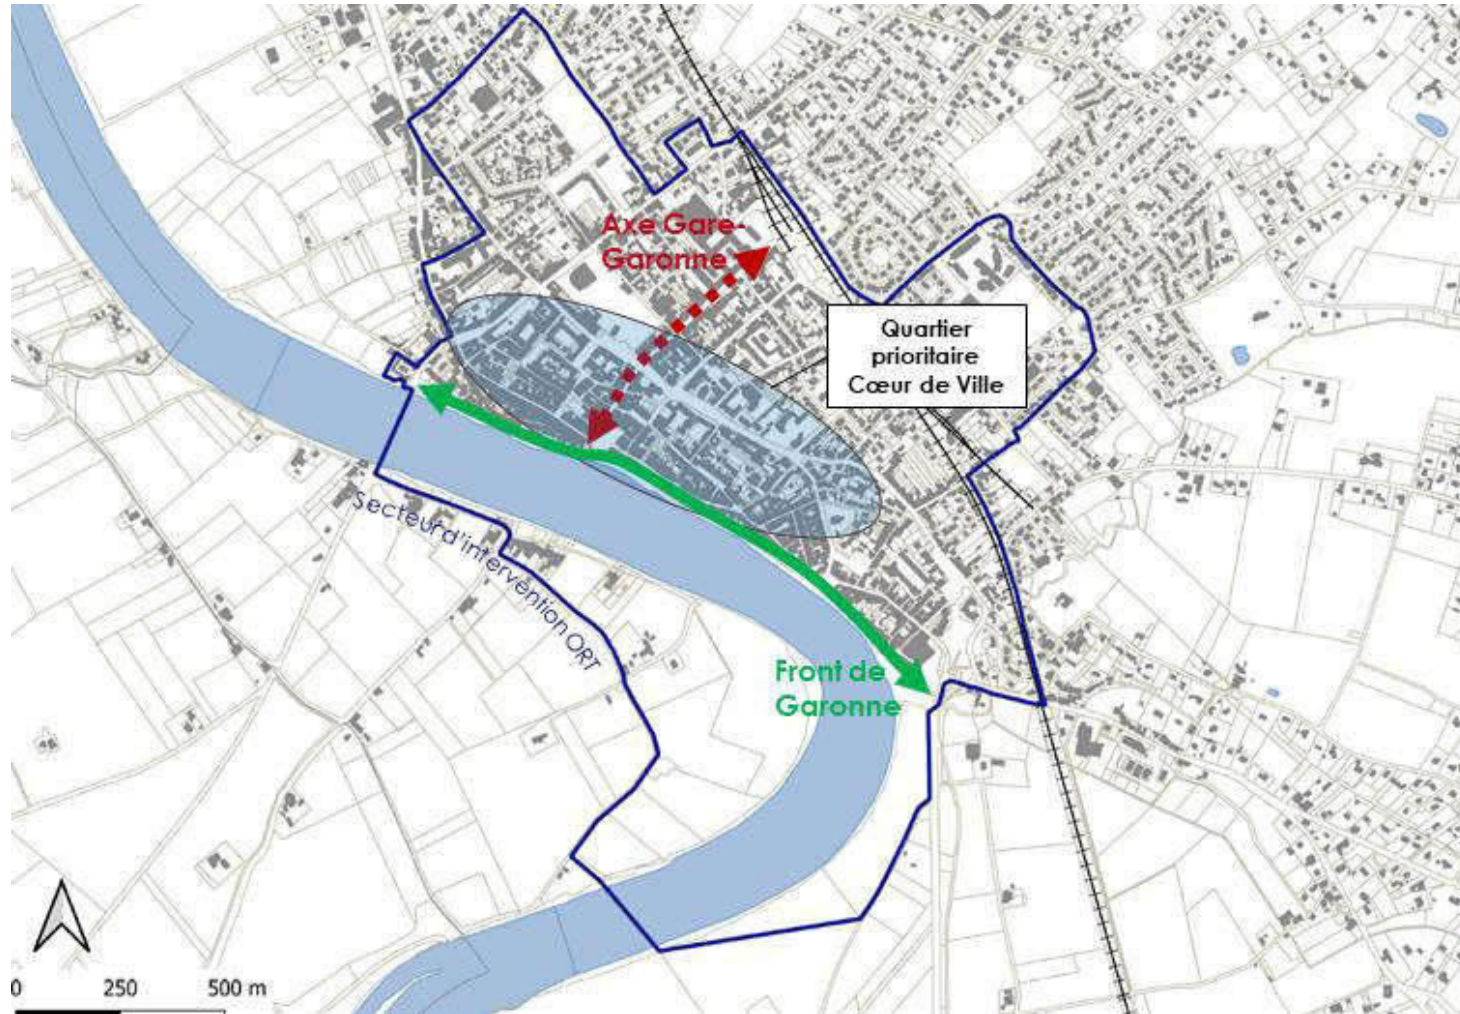 Axe Gare-
Garonne
Quartier
prioritaire
Cœur de Ville
Secteur d'intervention ORT
Front de
Garonne
0 250 500 m